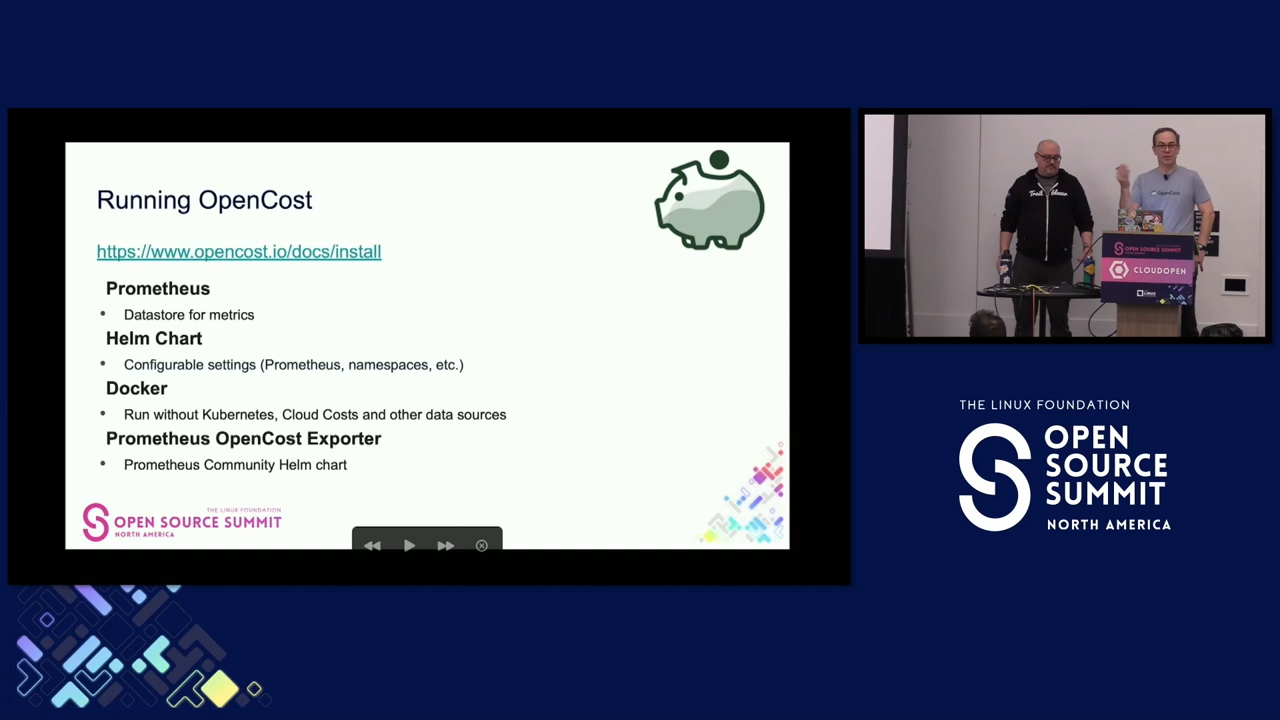 Running OpenCost
https://www.opencost.io/docs/install
Prometheus
• Datastore for metrics
Helm Chart
• Configurable settings (Prometheus, namespaces, etc.)
Docker
• Run without Kubernetes, Cloud Costs and other data sources
Prometheus OpenCost Exporter
• Prometheus Community Helm chart
THE LINUX FOUNDATION
OPEN SOURCE SUMMIT
NORTH AMERICA
OpenCost
OPEN SOURCE SUMMIT
CLOUDOPEN
LINUX
THE LINUX FOUNDATION
OPEN
SOURCE
SUMMIT
NORTH AMERICA